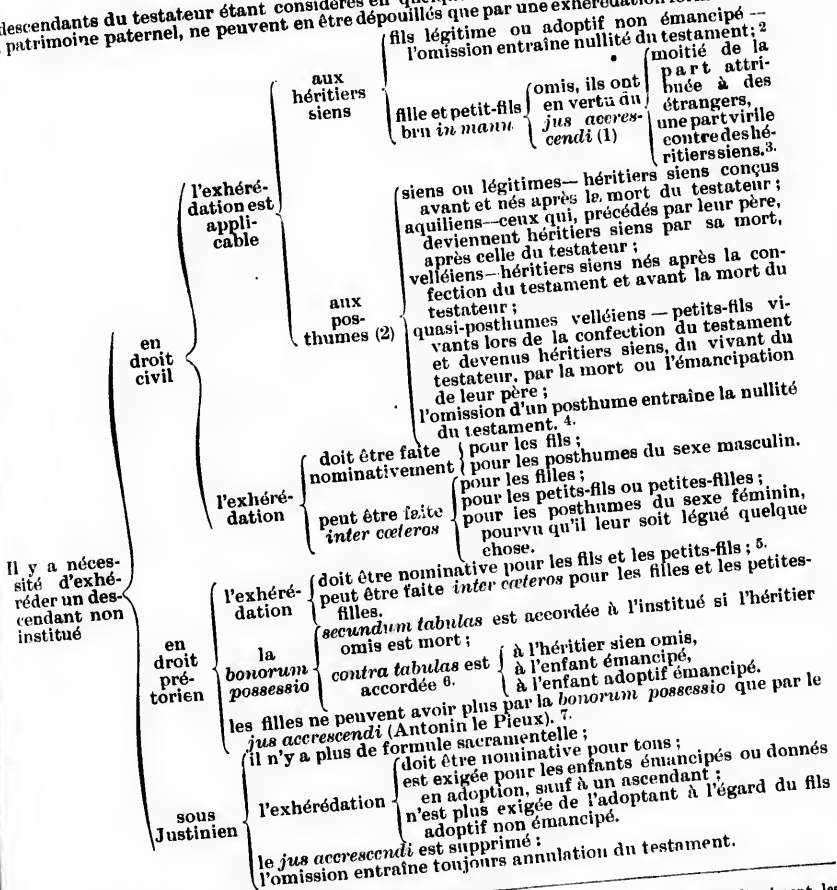 descendants du testateur étant considérés en
patrimoine paternel, ne peuvent en être dépouillés que par une
Il y a néces-
sité d'exhé-
réder un des-
cendant non
institué
en
droit
civil
l'exhéré-
dation est
appli-
cable
aux
héritiers
siens
fils légitime ou adoptif non émancipé —
l'omission entraîne nullité du testament; 2
fille et petit-fils
bru in manu.
omis, ils ont
en vertu du
jus accres-
cendi (1)
moitié de la
part attri-
buée à des
étrangers,
une part virile
contre des hé-
ritiers siens. 3.
aux
pos-
thumes (2)
siens ou légitimes— héritiers siens conçus
avant et nés après la mort du testateur;
aquiliens—ceux qui, précédés par leur père,
deviennent héritiers siens par sa mort,
après celle du testateur;
velléiens—héritiers siens nés après la con-
fection du testament et avant la mort du
testateur;
quasi-posthumes velléiens — petits-fils vi-
vants lors de la confection du testament
et devenus héritiers siens, du vivant du
testateur, par la mort ou l'émancipation
de leur père;
l'omission d'un posthume entraîne la nullité
du testament. 4.
l'exhéré-
dation
doit être faite
nominativement
pour les fils;
pour les posthumes du sexe masculin.
peut être faite
inter cæteros
pour les filles;
pour les petits-fils ou petites-filles;
pour les posthumes du sexe féminin,
pourvu qu'il leur soit légué quelque
chose.
en
droit
pré-
torien
l'exhéré-
dation
doit être nominative pour les fils et les petits-fils; 5.
peut être faite inter cæteros pour les filles et les petites-
filles.
la
bonorum
possessio
secundum tabulas est accordée à l'institué si l'héritier
omis est mort;
contra tabulas est
accordée 6.
à l'héritier sien omis,
à l'enfant émancipé,
à l'enfant adoptif émancipé.
les filles ne peuvent avoir plus par la bonorum possessio que par le
jus accrescendi (Antonin le Pieux). 7.
sous
Justinien
il n'y a plus de formule sacramentelle;
l'exhérédation
doit être nominative pour tous;
est exigée pour les enfants émancipés ou donnés
en adoption, sauf à un ascendant;
n'est plus exigée de l'adoptant à l'égard du fils
adoptif non émancipé.
le jus accrescendi est supprimé:
l'omission entraîne toujours annulation du testament.